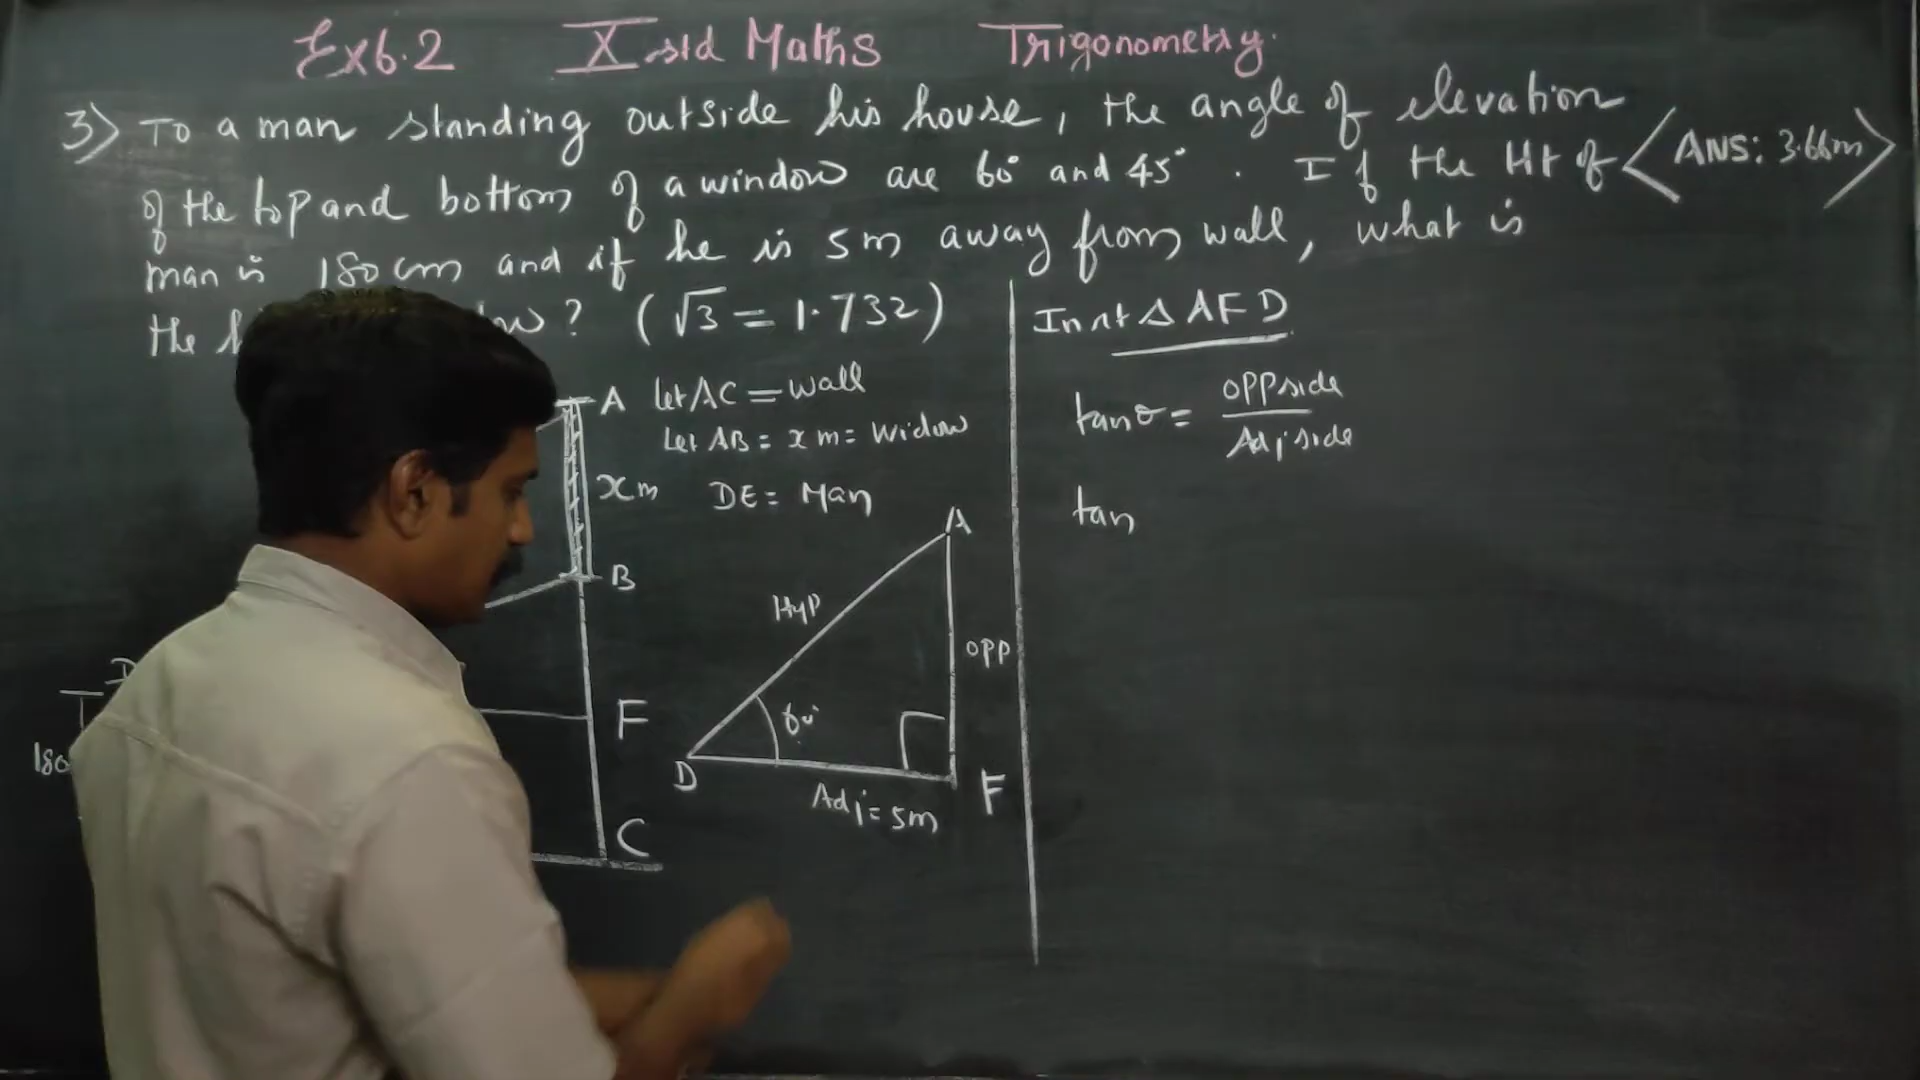 Ex6.2 X std Maths Trigonometry.
3) To a man standing outside his house, the angle of elevation
of the top and bottom of a window are 60° and 45°. If the Ht of
<ANS: 3.66m>
man is 180 cm and if he is 5m away from wall, what is
the ? (√3 = 1.732)
A
Let AC = Wall
Let AB = x m = Widow
x m
DE = Man
B
D
180
F
C
A
Hyp
opp
60°
D
Adj = 5m
F
In rt Δ AFD
tanθ = opp side / Adj side
tan